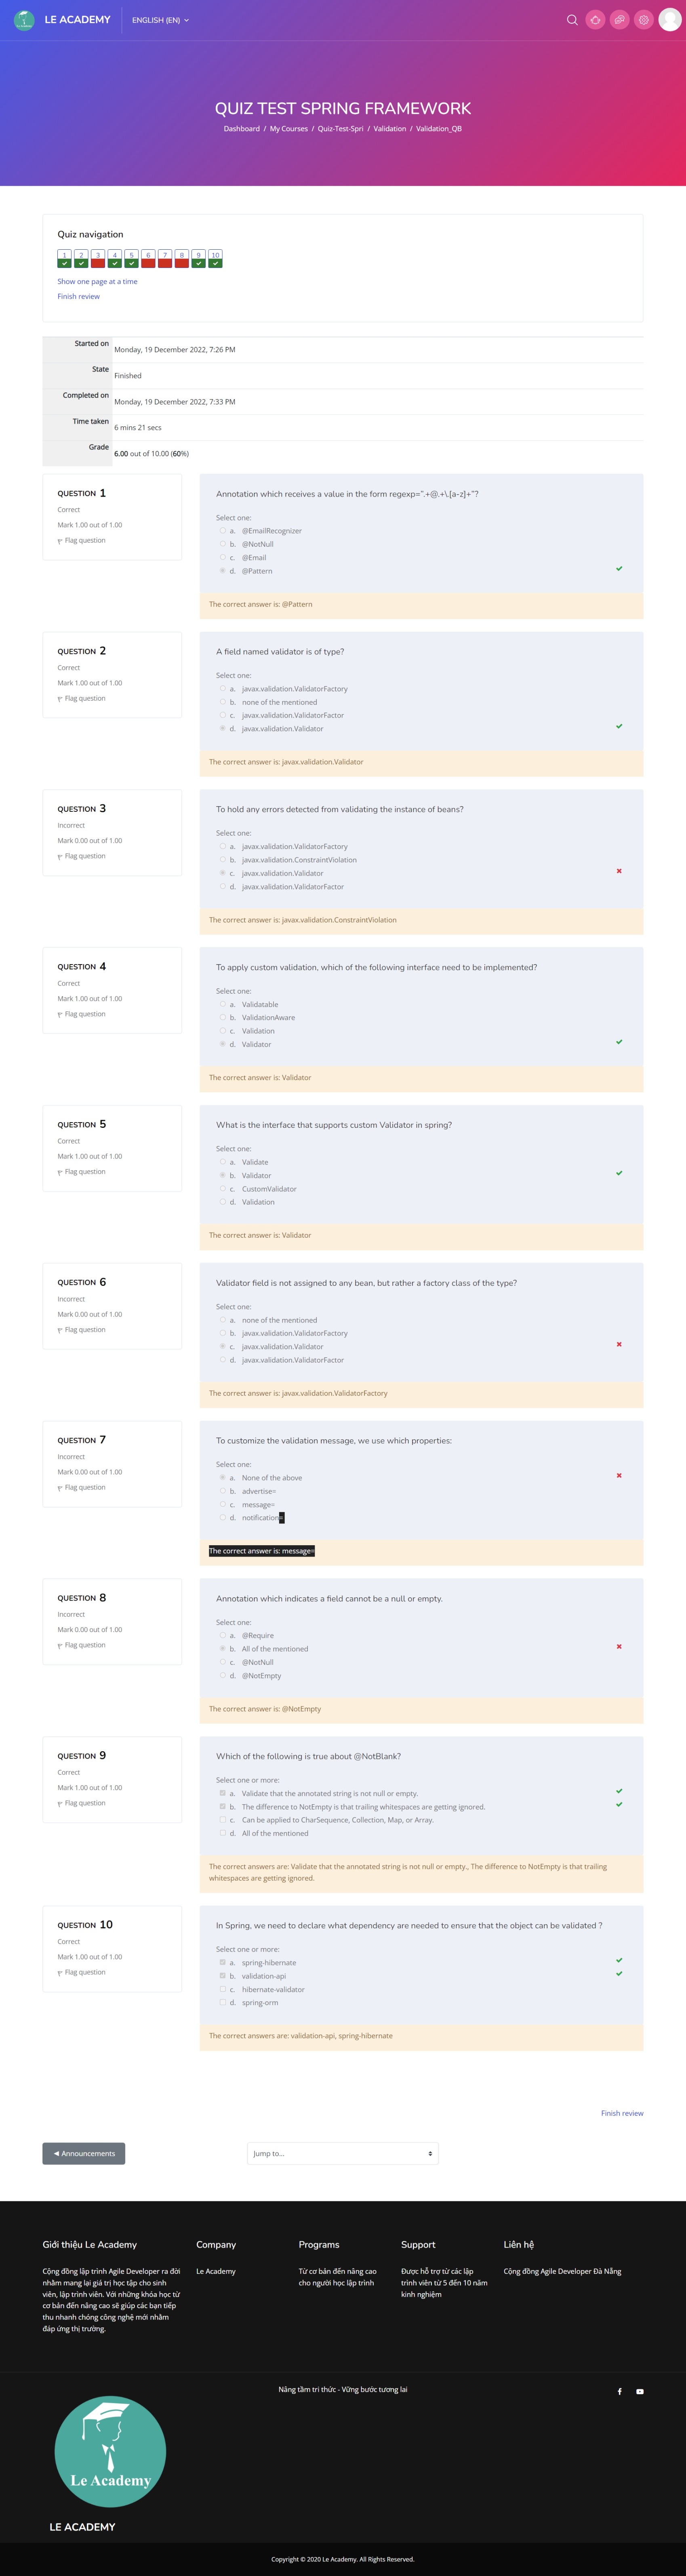 LE ACADEMY
ENGLISH (EN)
QUIZ TEST SPRING FRAMEWORK
Dashboard / My Courses / Quiz-Test-Spri / Validation / Validation_QB
Quiz navigation
1 2 3 4 5 6 7 8 9 10
Show one page at a time
Finish review
Started on Monday, 19 December 2022, 7:26 PM
State Finished
Completed on Monday, 19 December 2022, 7:33 PM
Time taken 6 mins 21 secs
Grade 6.00 out of 10.00 (60%)
QUESTION 1
Correct
Mark 1.00 out of 1.00
Flag question
Annotation which receives a value in the form regexp=".+@.+\.[a-z]+"?
Select one:
a. @EmailRecognizer
b. @NotNull
c. @Email
d. @Pattern
The correct answer is: @Pattern
QUESTION 2
Correct
Mark 1.00 out of 1.00
Flag question
A field named validator is of type?
Select one:
a. javax.validation.ValidatorFactory
b. none of the mentioned
c. javax.validation.ValidatorFactor
d. javax.validation.Validator
The correct answer is: javax.validation.Validator
QUESTION 3
Incorrect
Mark 0.00 out of 1.00
Flag question
To hold any errors detected from validating the instance of beans?
Select one:
a. javax.validation.ValidatorFactory
b. javax.validation.ConstraintViolation
c. javax.validation.Validator
d. javax.validation.ValidatorFactor
The correct answer is: javax.validation.ConstraintViolation
QUESTION 4
Correct
Mark 1.00 out of 1.00
Flag question
To apply custom validation, which of the following interface need to be implemented?
Select one:
a. Validatable
b. ValidationAware
c. Validation
d. Validator
The correct answer is: Validator
QUESTION 5
Correct
Mark 1.00 out of 1.00
Flag question
What is the interface that supports custom Validator in spring?
Select one:
a. Validate
b. Validator
c. CustomValidator
d. Validation
The correct answer is: Validator
QUESTION 6
Incorrect
Mark 0.00 out of 1.00
Flag question
Validator field is not assigned to any bean, but rather a factory class of the type?
Select one:
a. none of the mentioned
b. javax.validation.ValidatorFactory
c. javax.validation.Validator
d. javax.validation.ValidatorFactor
The correct answer is: javax.validation.ValidatorFactory
QUESTION 7
Incorrect
Mark 0.00 out of 1.00
Flag question
To customize the validation message, we use which properties:
Select one:
a. None of the above
b. advertise=
c. message=
d. notification=
The correct answer is: message=
QUESTION 8
Incorrect
Mark 0.00 out of 1.00
Flag question
Annotation which indicates a field cannot be a null or empty.
Select one:
a. @Require
b. All of the mentioned
c. @NotNull
d. @NotEmpty
The correct answer is: @NotEmpty
QUESTION 9
Correct
Mark 1.00 out of 1.00
Flag question
Which of the following is true about @NotBlank?
Select one or more:
a. Validate that the annotated string is not null or empty.
b. The difference to NotEmpty is that trailing whitespaces are getting ignored.
c. Can be applied to CharSequence, Collection, Map, or Array.
d. All of the mentioned
The correct answers are: Validate that the annotated string is not null or empty., The difference to NotEmpty is that trailing
whitespaces are getting ignored.
QUESTION 10
Correct
Mark 1.00 out of 1.00
Flag question
In Spring, we need to declare what dependency are needed to ensure that the object can be validated ?
Select one or more:
a. spring-hibernate
b. validation-api
c. hibernate-validator
d. spring-orm
The correct answers are: validation-api, spring-hibernate
Finish review
◄ Announcements
Jump to...
Giới thiệu Le Academy
Cộng đồng lập trình Agile Developer ra đời
nhằm mang lại giá trị học tập cho sinh
viên, lập trình viên. Với những khóa học từ
cơ bản đến nâng cao sẽ giúp các bạn tiếp
thu nhanh chóng công nghệ mới nhằm
đáp ứng thị trường.
Company
Le Academy
Programs
Từ cơ bản đến nâng cao
cho người học lập trình
Support
Được hỗ trợ từ các lập
trình viên từ 5 đến 10 năm
kinh nghiệm
Liên hệ
Cộng đồng Agile Developer Đà Nẵng
Nâng tầm tri thức - Vững bước tương lai
Le Academy
LE ACADEMY
Copyright © 2020 Le Academy. All Rights Reserved.